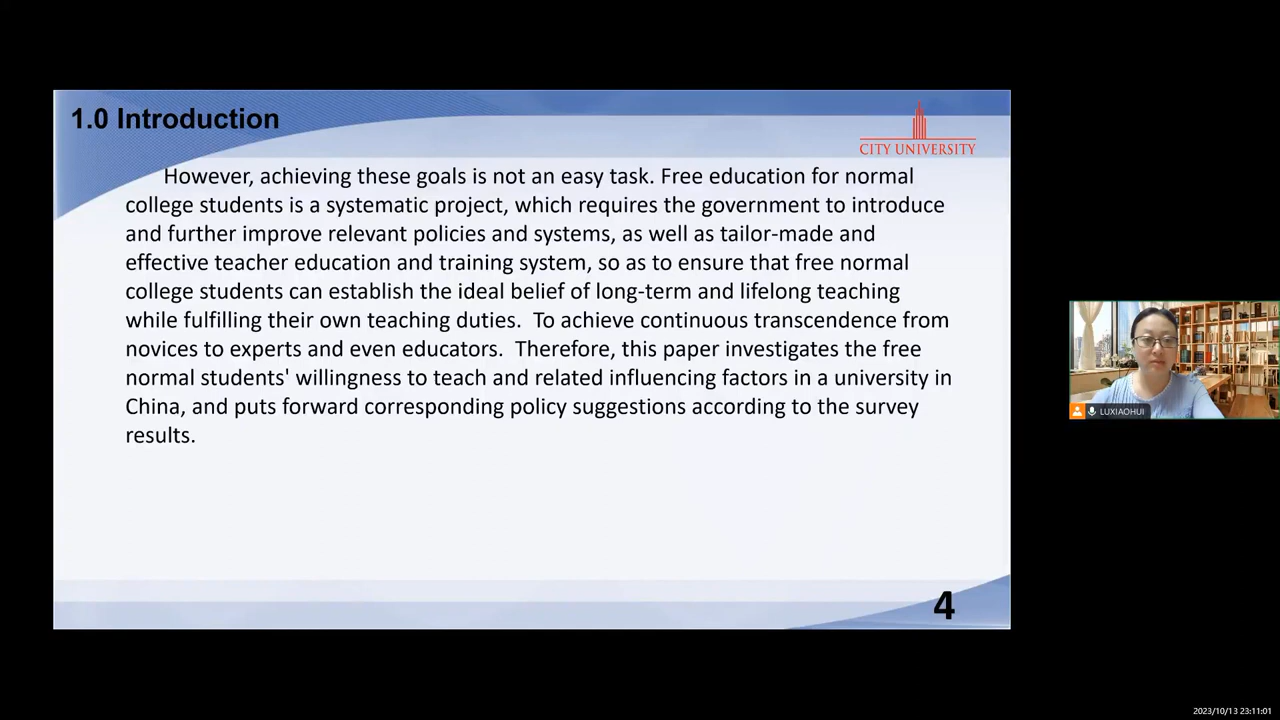 1.0 Introduction
CITY UNIVERSITY
However, achieving these goals is not an easy task. Free education for normal
college students is a systematic project, which requires the government to introduce
and further improve relevant policies and systems, as well as tailor-made and
effective teacher education and training system, so as to ensure that free normal
college students can establish the ideal belief of long-term and lifelong teaching
while fulfilling their own teaching duties.  To achieve continuous transcendence from
novices to experts and even educators.  Therefore, this paper investigates the free
normal students' willingness to teach and related influencing factors in a university in
China, and puts forward corresponding policy suggestions according to the survey
results.
4
LUXIAOHUI
2023/10/13 23:11:01